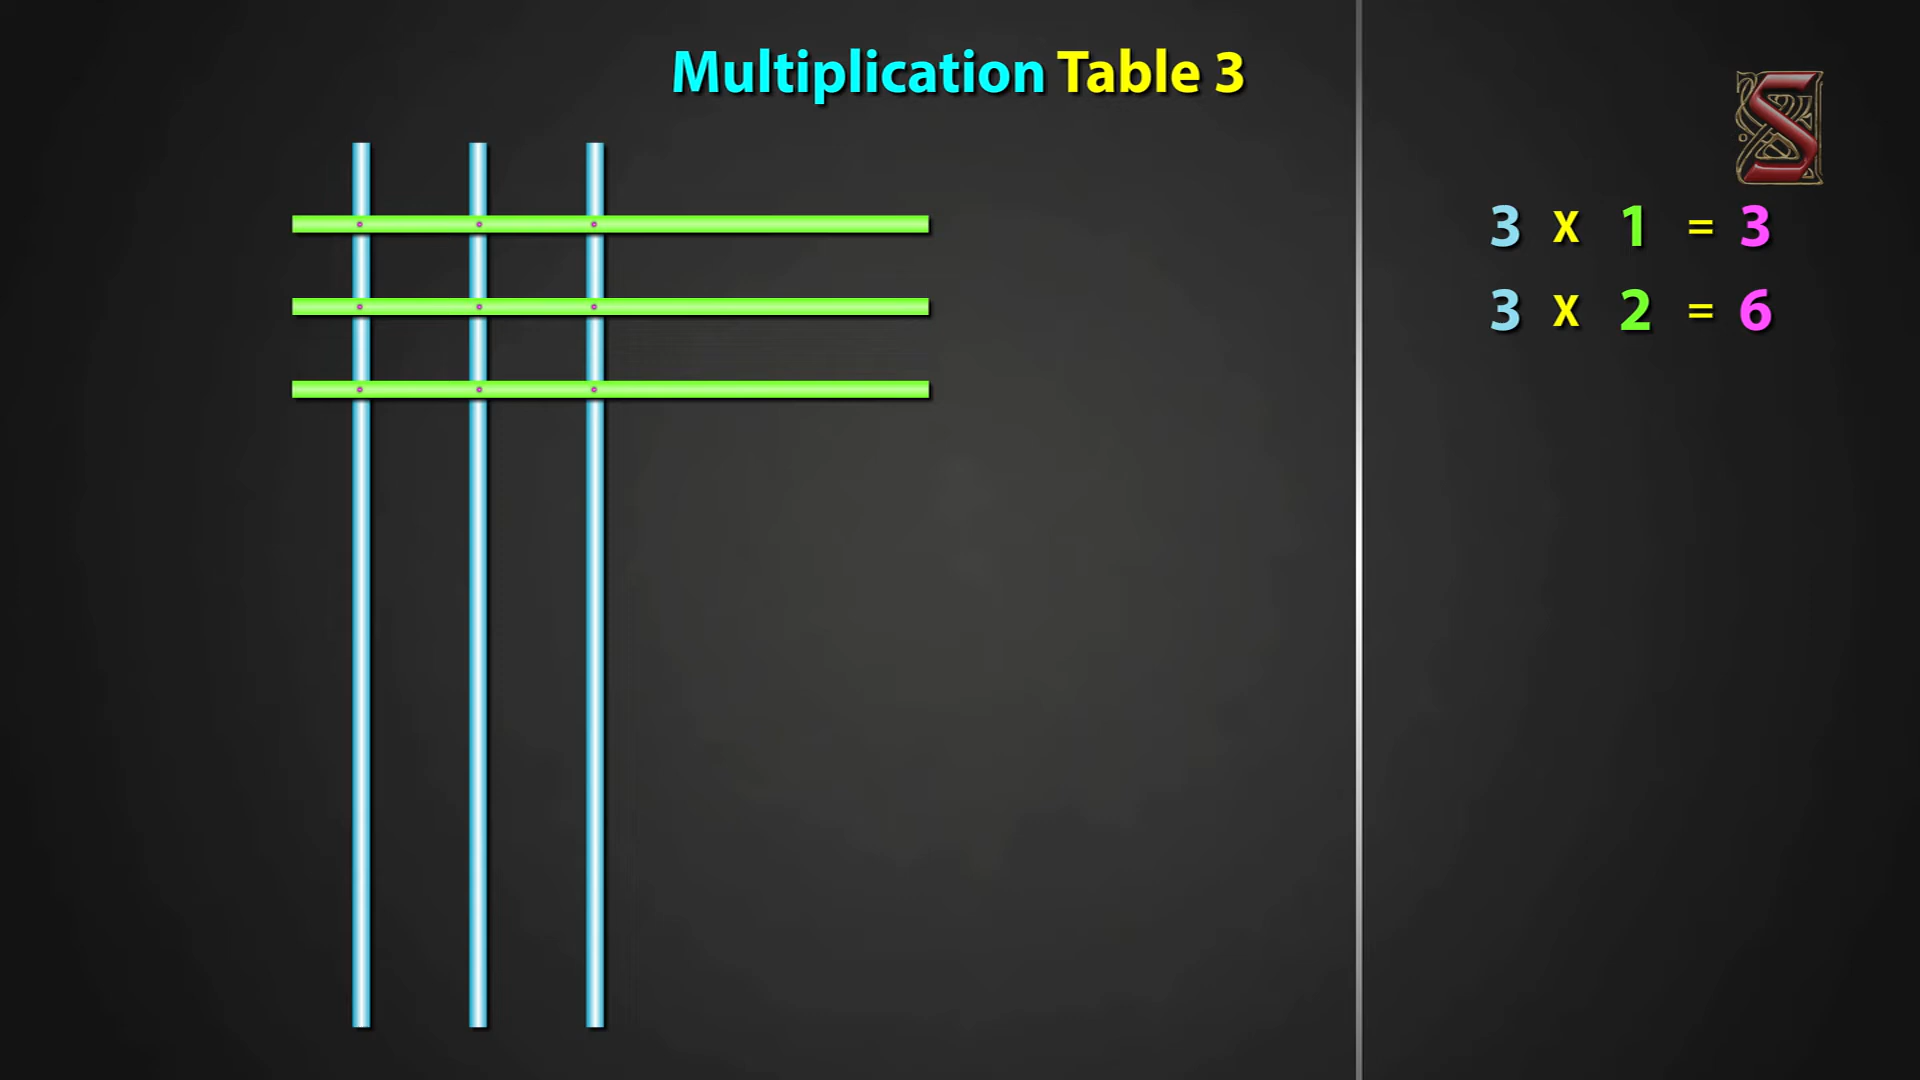 Multiplication Table 3
S
3 x 1 = 3
3 x 2 = 6